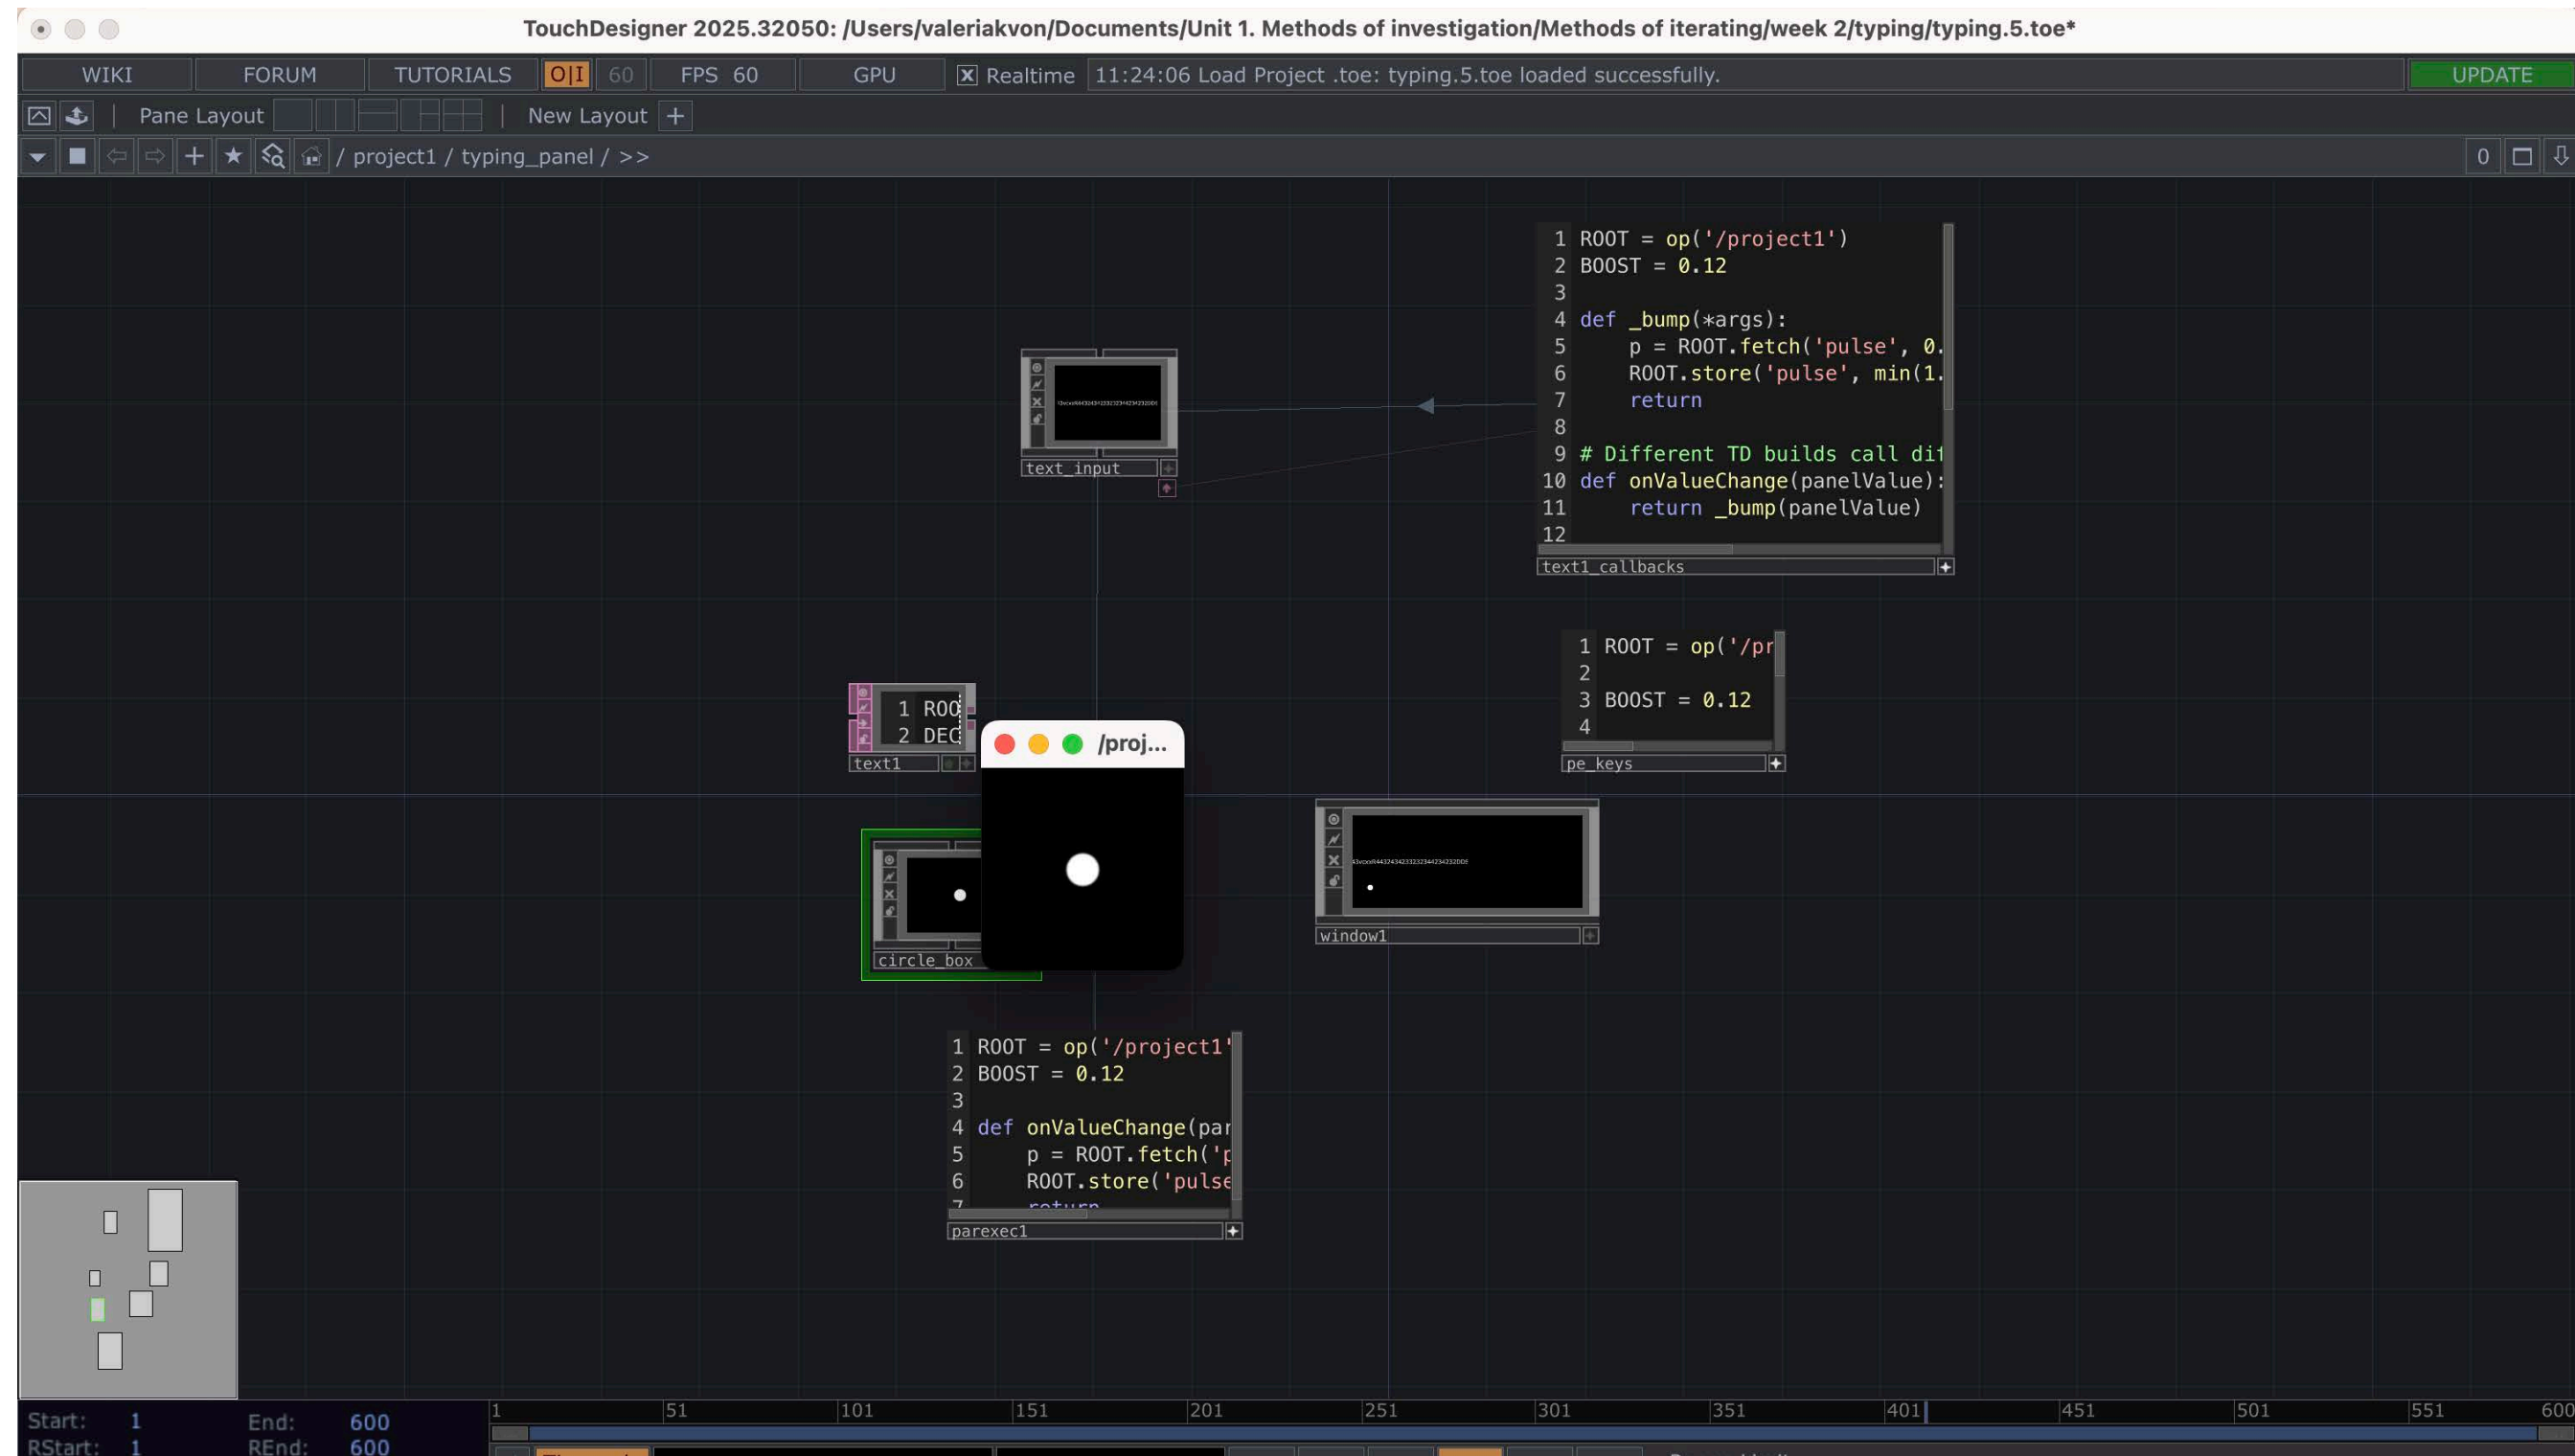 TouchDesigner 2025.32050: /Users/valeriakvon/Documents/Unit 1. Methods of investigation/Methods of iterating/week 2/typing/typing.5.toe*
WIKI FORUM TUTORIALS O|I 60 FPS 60 GPU X Realtime 11:24:06 Load Project .toe: typing.5.toe loaded successfully. UPDATE
Pane Layout New Layout +
/ project1 / typing_panel / >> 0
1 ROOT = op('/project1')
2 BOOST = 0.12
3
4 def _bump(*args):
5 p = ROOT.fetch('pulse', 0.
6 ROOT.store('pulse', min(1.
7 return
8
9 # Different TD builds call dif
10 def onValueChange(panelValue):
11 return _bump(panelValue)
12
text1_callbacks
text_input
1 ROOT = op('/pr
2
3 BOOST = 0.12
4
pe_keys
1 ROO
2 DEC
text1
/proj...
circle_box
window1
1 ROOT = op('/project1'
2 BOOST = 0.12
3
4 def onValueChange(par
5 p = ROOT.fetch('p
6 ROOT.store('pulse
7 return
parexec1
1 51 101 151 201 251 301 351 401 451 501 551 600
Start: 1 End: 600
RStart: 1 REnd: 600